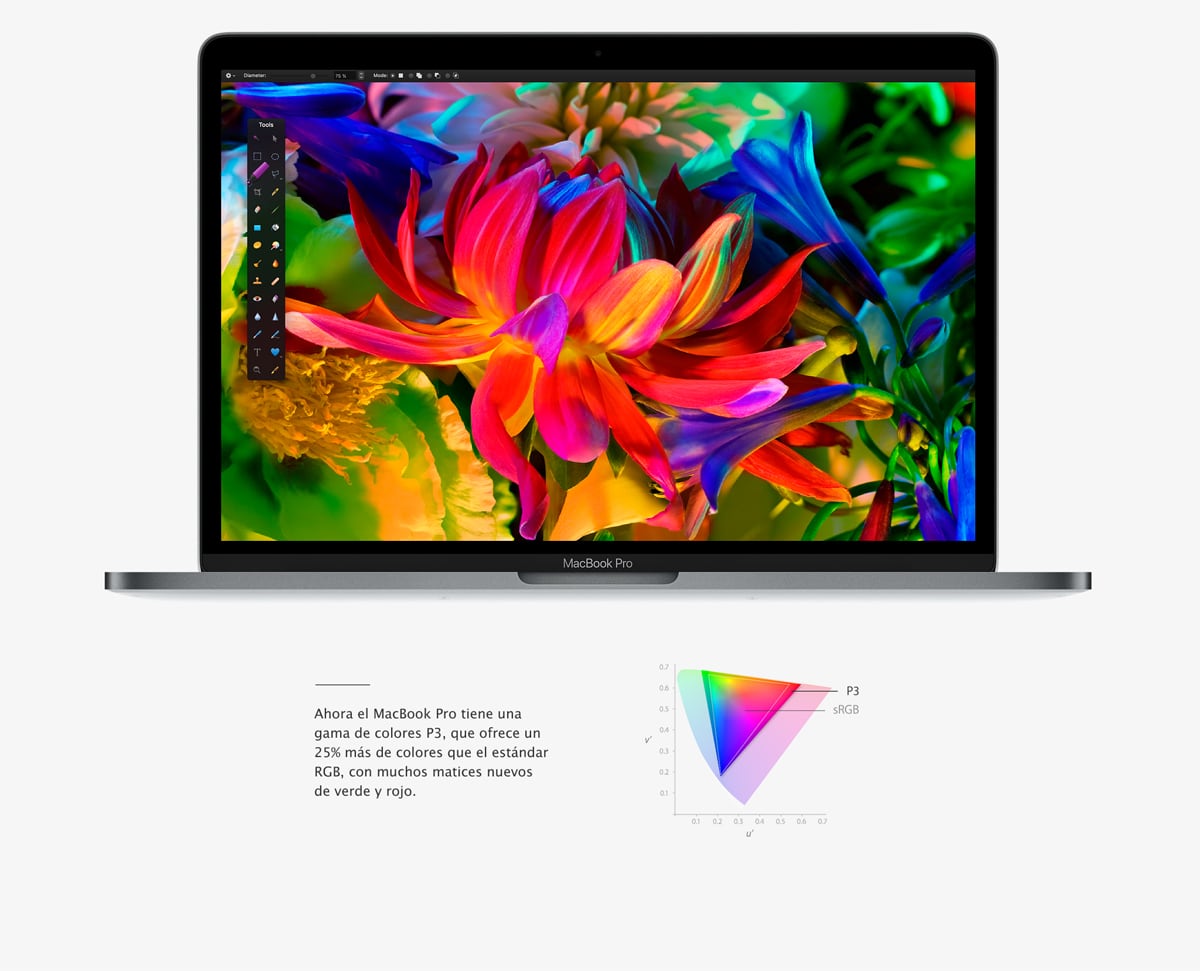 Diameter: 75 % Mode:
Tools
T
MacBook Pro
Ahora el MacBook Pro tiene una
gama de colores P3, que ofrece un
25% más de colores que el estándar
RGB, con muchos matices nuevos
de verde y rojo.
0.7
0.6
0.5
0.4
0.3
0.2
0.1
v'
P3
sRGB
0.1 0.2 0.3 0.4 0.5 0.6 0.7
u'